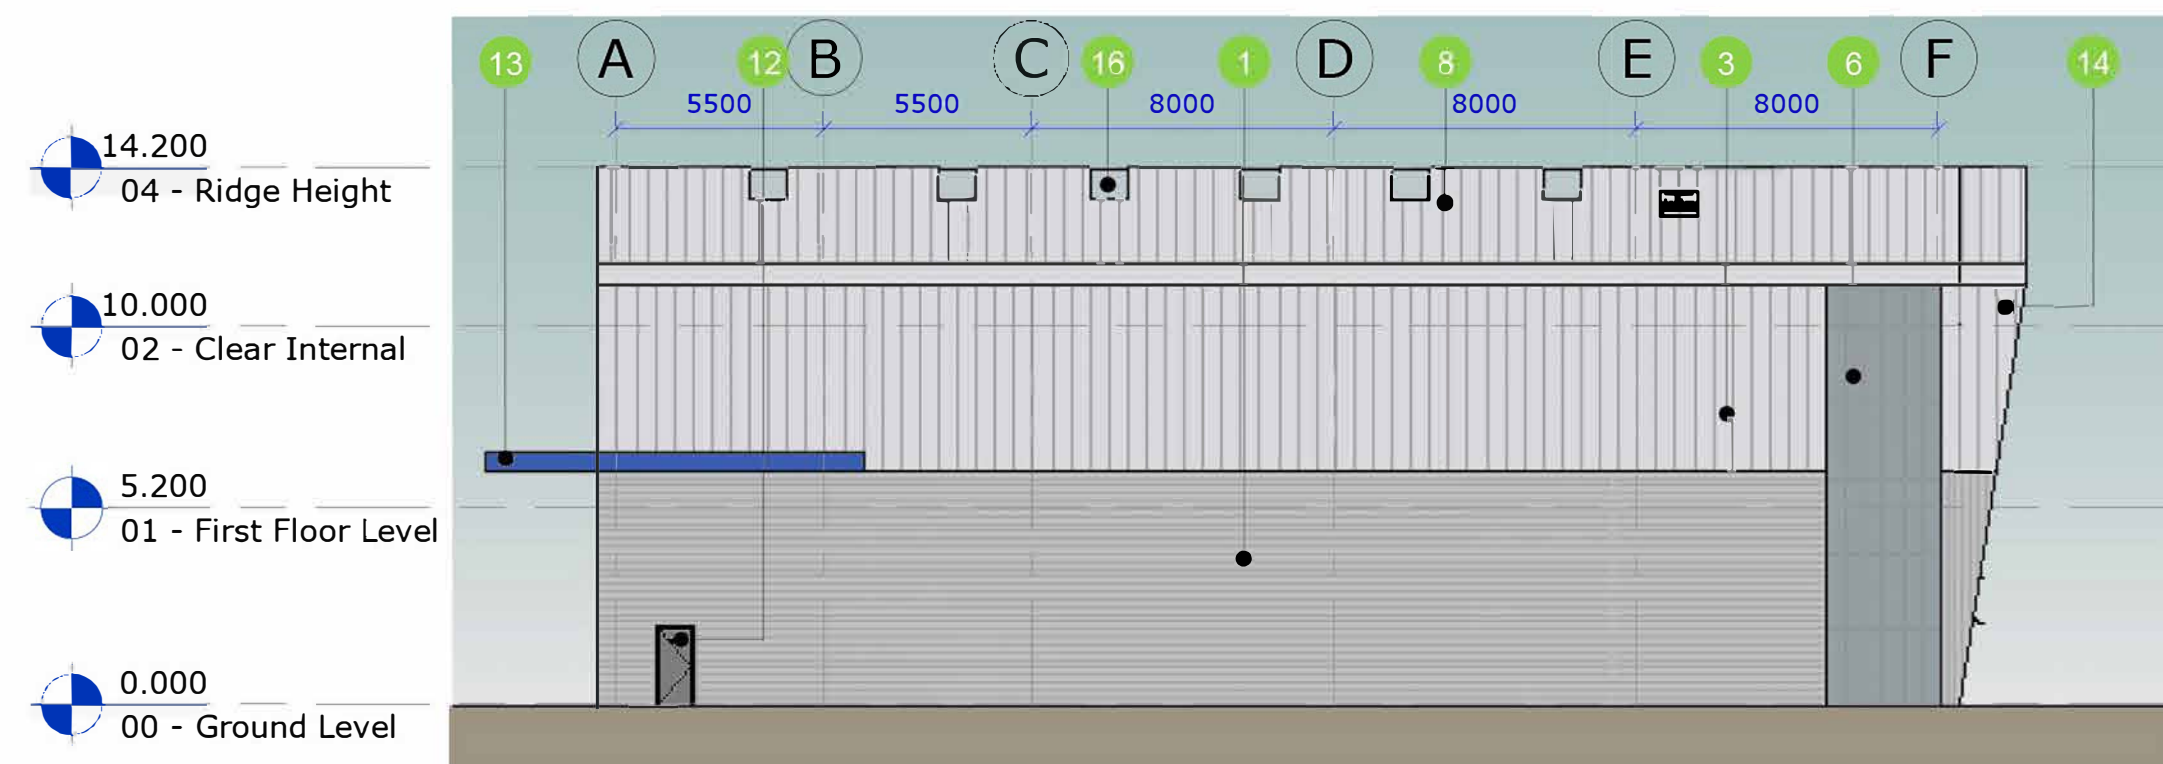 13 A 12 B C 16 1 D 8 E 3 6 F 14
5500 5500 8000 8000 8000
14.200
04 - Ridge Height
10.000
02 - Clear Internal
5.200
01 - First Floor Level
0.000
00 - Ground Level